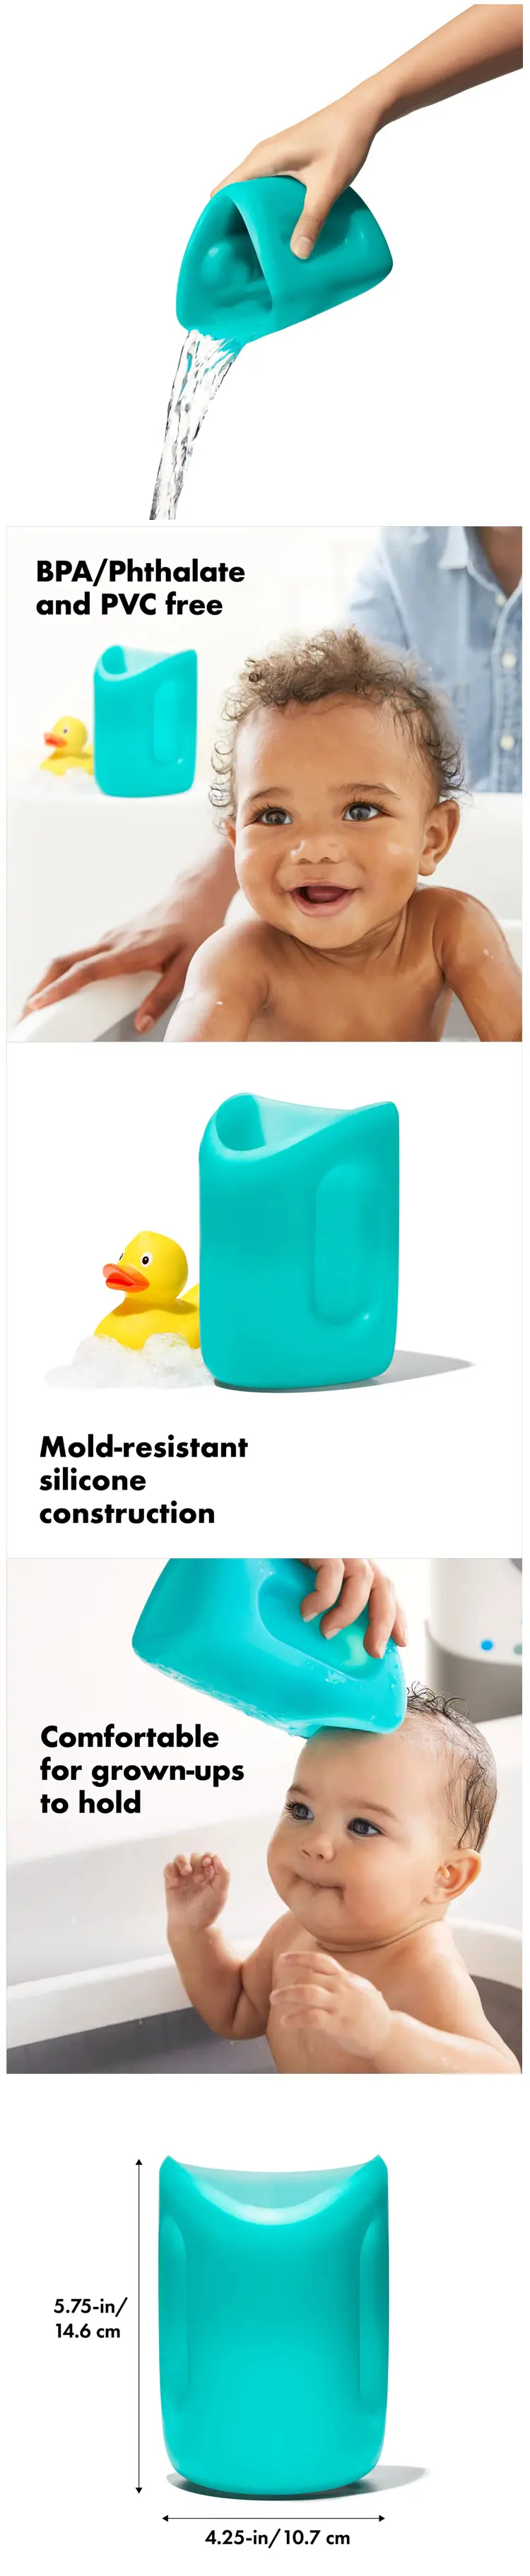 BPA/Phthalate
and PVC free
Mold-resistant
silicone
construction
Comfortable
for grown-ups
to hold
5.75-in/
14.6 cm
4.25-in/10.7 cm